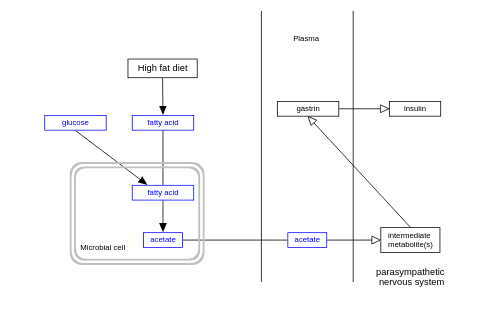 Plasma
High fat diet
gastrin
insulin
glucose
fatty acid
fatty acid
acetate
Microbial cell
acetate
intermediate
metabolite(s)
parasympathetic
nervous system